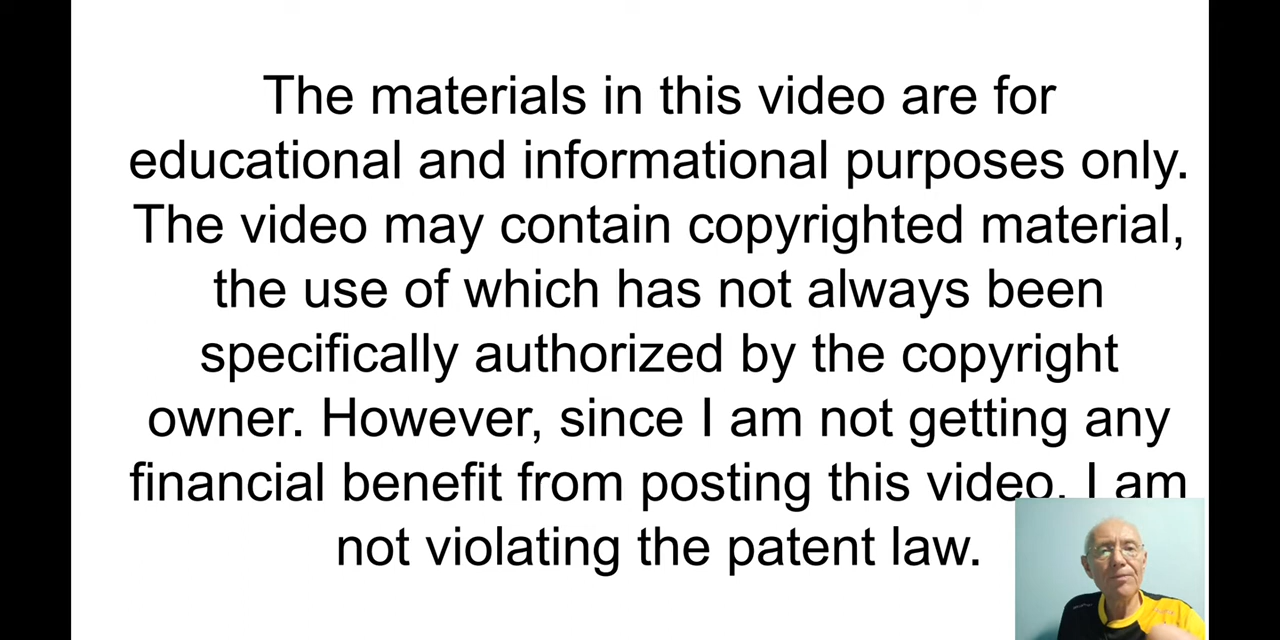 The materials in this video are for
educational and informational purposes only.
The video may contain copyrighted material,
the use of which has not always been
specifically authorized by the copyright
owner. However, since I am not getting any
financial benefit from posting this video, I am
not violating the patent law.